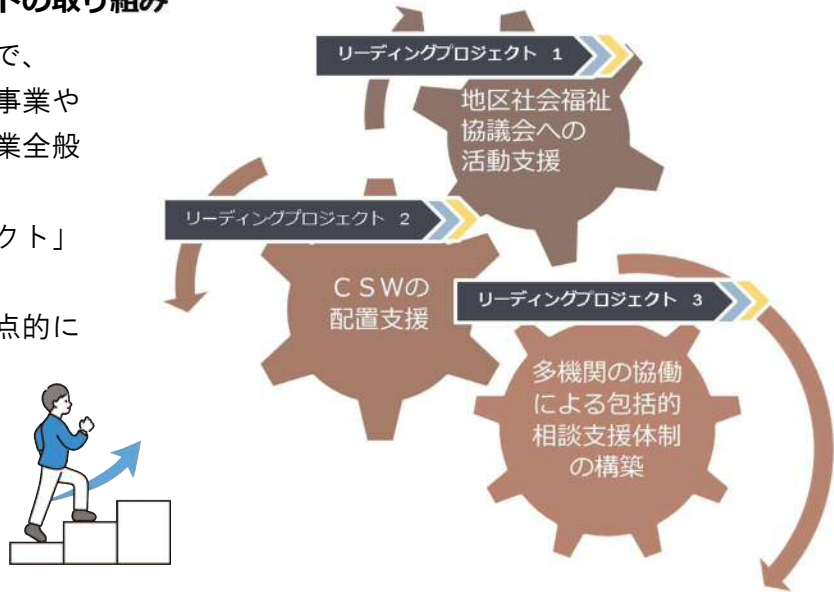 トの取り組み
で、
事業や
業全般
クト」
点的に
リーディングプロジェクト 1
地区社会福祉
協議会への
活動支援
リーディングプロジェクト 2
ＣＳＷの
配置支援
リーディングプロジェクト 3
多機関の協働
による包括的
相談支援体制
の構築